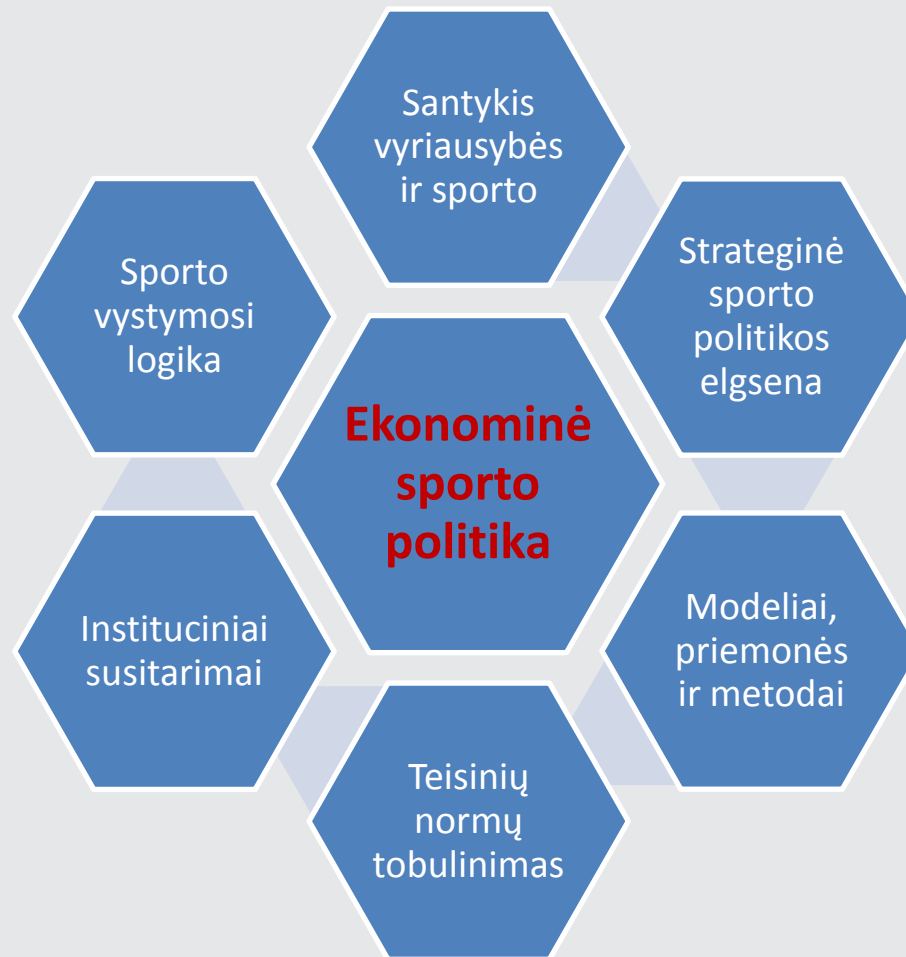 Santykis
vyriausybės
ir sporto
Strateginė
sporto
politikos
elgsena
Modeliai,
priemonės
ir metodai
Teisinių
normų
tobulinimas
Instituciniai
susitarimai
Sporto
vystymosi
logika
Ekonominė
sporto
politika